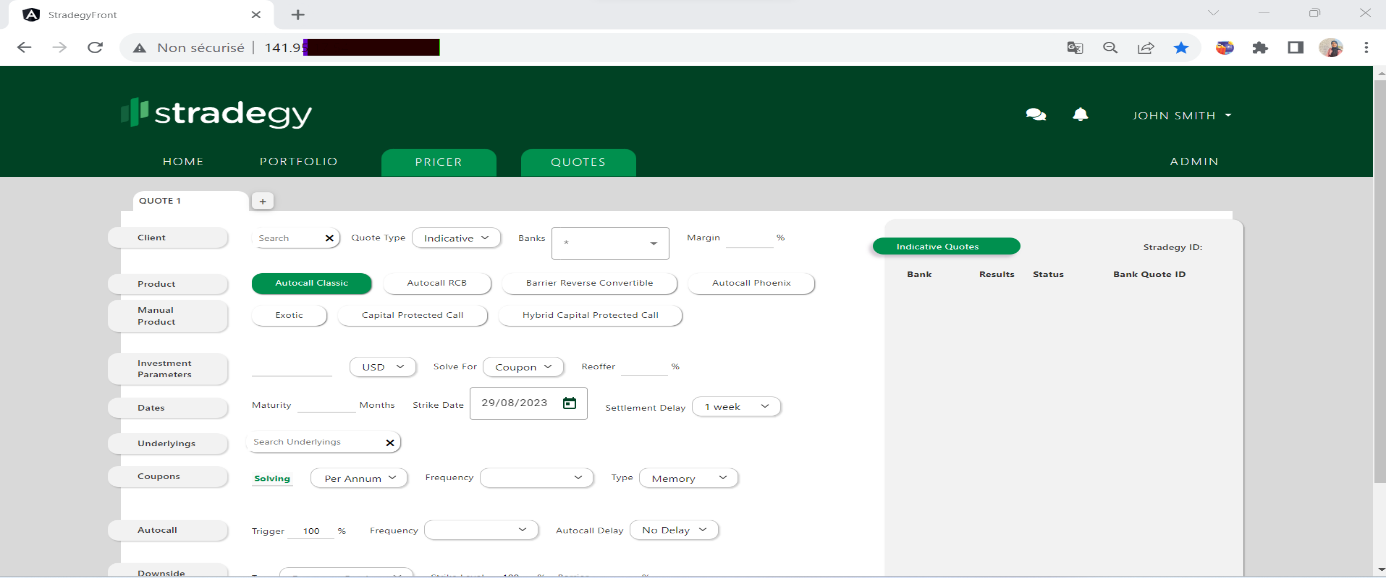 StradegyFront
Non sécurisé | 141.9
stradegy
JOHN SMITH
HOME PORTFOLIO PRICER QUOTES ADMIN
QUOTE 1 +
Client Search Quote Type Indicative Banks * Margin %
Indicative Quotes Stradegy ID:
Bank Results Status Bank Quote ID
Product Autocall Classic Autocall RCB Barrier Reverse Convertible Autocall Phoenix
Manual Product Exotic Capital Protected Call Hybrid Capital Protected Call
Investment Parameters USD Solve For Coupon Reoffer %
Dates Maturity Months Strike Date 29/08/2023 Settlement Delay 1 week
Underlyings Search Underlyings
Coupons Solving Per Annum Frequency Type Memory
Autocall Trigger 100 % Frequency Autocall Delay No Delay
Downside